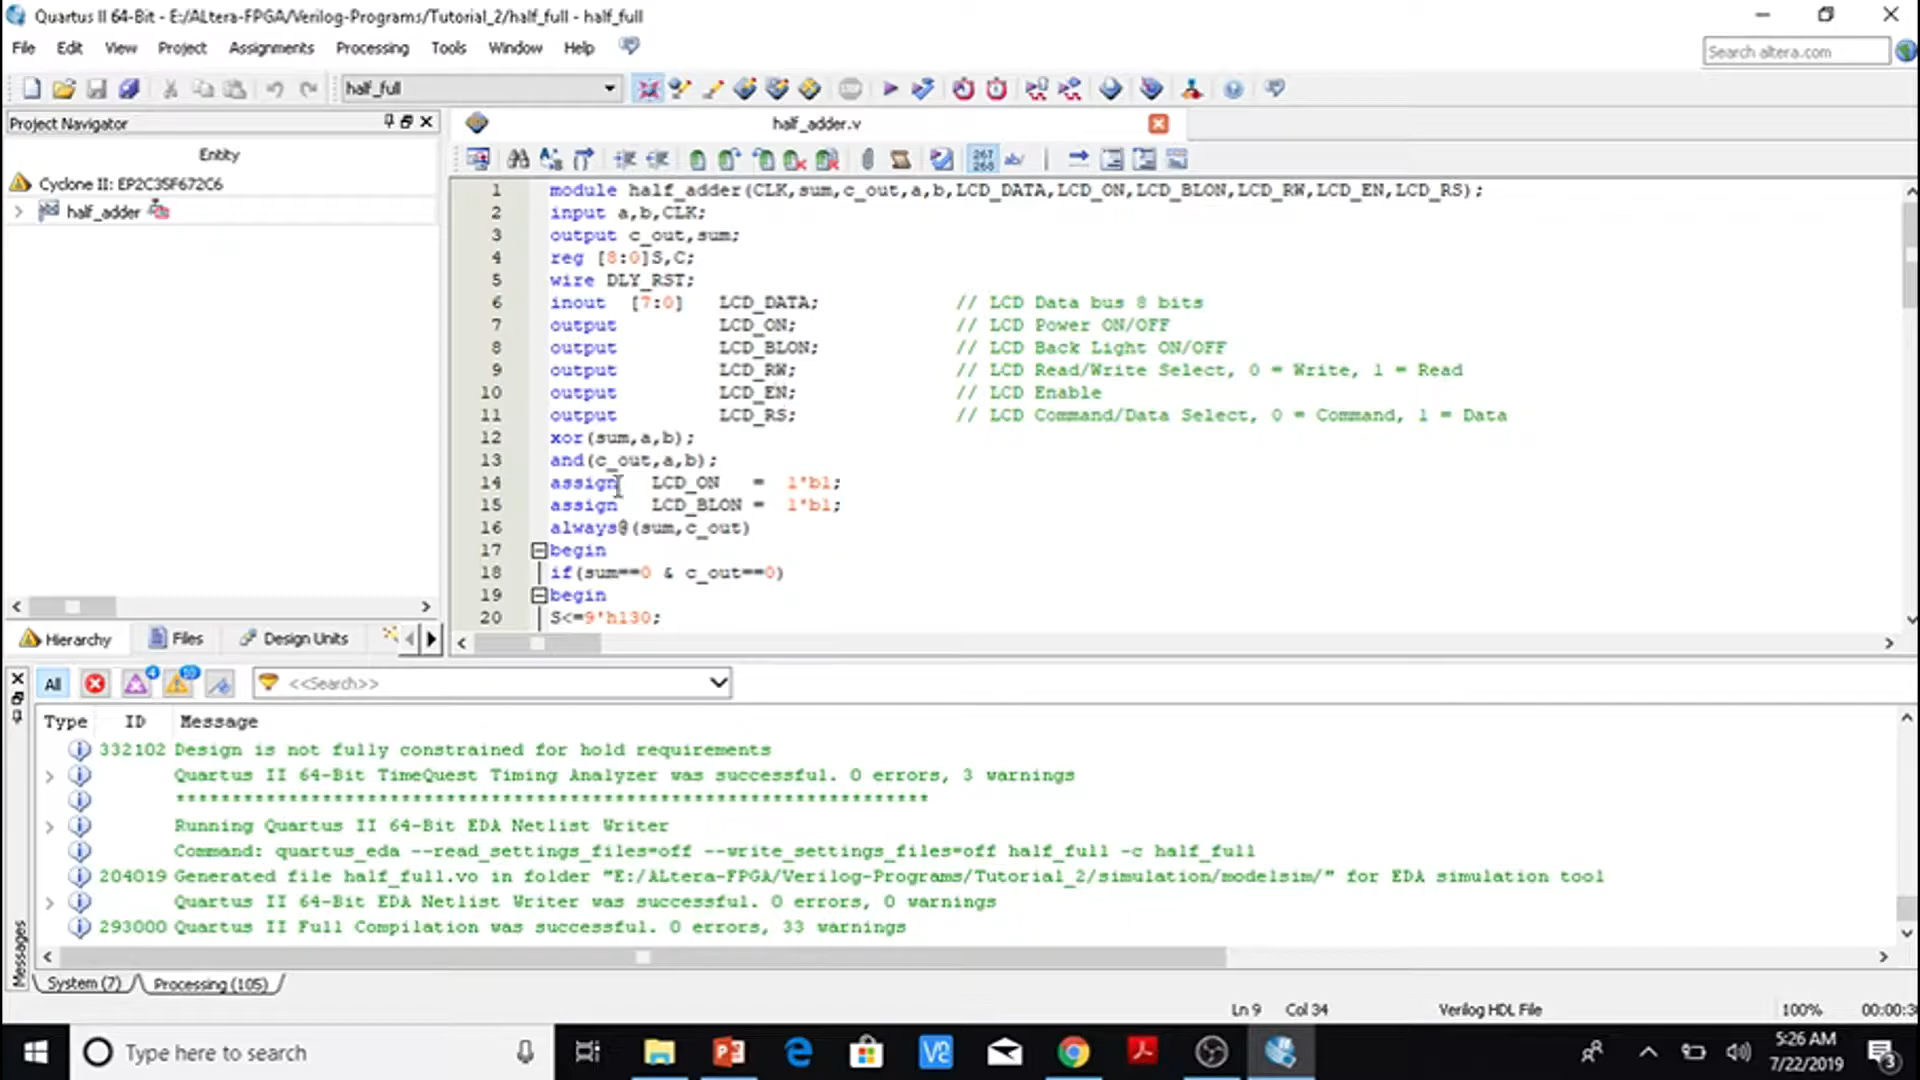 Quartus II 64-Bit - E:/ALtera-FPGA/Verilog-Programs/Tutorial_2/half_full - half_full
File Edit View Project Assignments Processing Tools Window Help
Search altera.com
half_full
Project Navigator
half_adder.v
Entity
Cyclone II: EP2C35F672C6
half_adder
267
268
ab/
1 module half_adder(CLK,sum,c_out,a,b,LCD_DATA,LCD_ON,LCD_BLON,LCD_RW,LCD_EN,LCD_RS);
2 input a,b,CLK;
3 output c_out,sum;
4 reg [8:0]S,C;
5 wire DLY_RST;
6 inout [7:0] LCD_DATA; // LCD Data bus 8 bits
7 output LCD_ON; // LCD Power ON/OFF
8 output LCD_BLON; // LCD Back Light ON/OFF
9 output LCD_RW; // LCD Read/Write Select, 0 = Write, 1 = Read
10 output LCD_EN; // LCD Enable
11 output LCD_RS; // LCD Command/Data Select, 0 = Command, 1 = Data
12 xor(sum,a,b);
13 and(c_out,a,b);
14 assign LCD_ON = 1'b1;
15 assign LCD_BLON = 1'b1;
16 always@(sum,c_out)
17 begin
18 if(sum==0 & c_out==0)
19 begin
20 S<=9'h130;
Hierarchy Files Design Units
All <<Search>>
Type ID Message
332102 Design is not fully constrained for hold requirements
Quartus II 64-Bit TimeQuest Timing Analyzer was successful. 0 errors, 3 warnings
*******************************************************************
Running Quartus II 64-Bit EDA Netlist Writer
Command: quartus_eda --read_settings_files=off --write_settings_files=off half_full -c half_full
204019 Generated file half_full.vo in folder "E:/ALtera-FPGA/Verilog-Programs/Tutorial_2/simulation/modelsim/" for EDA simulation tool
Quartus II 64-Bit EDA Netlist Writer was successful. 0 errors, 0 warnings
293000 Quartus II Full Compilation was successful. 0 errors, 33 warnings
Messages
System (7) Processing (105)
Ln 9 Col 34 Verilog HDL File 100%
Type here to search
5:26 AM
7/22/2019
3